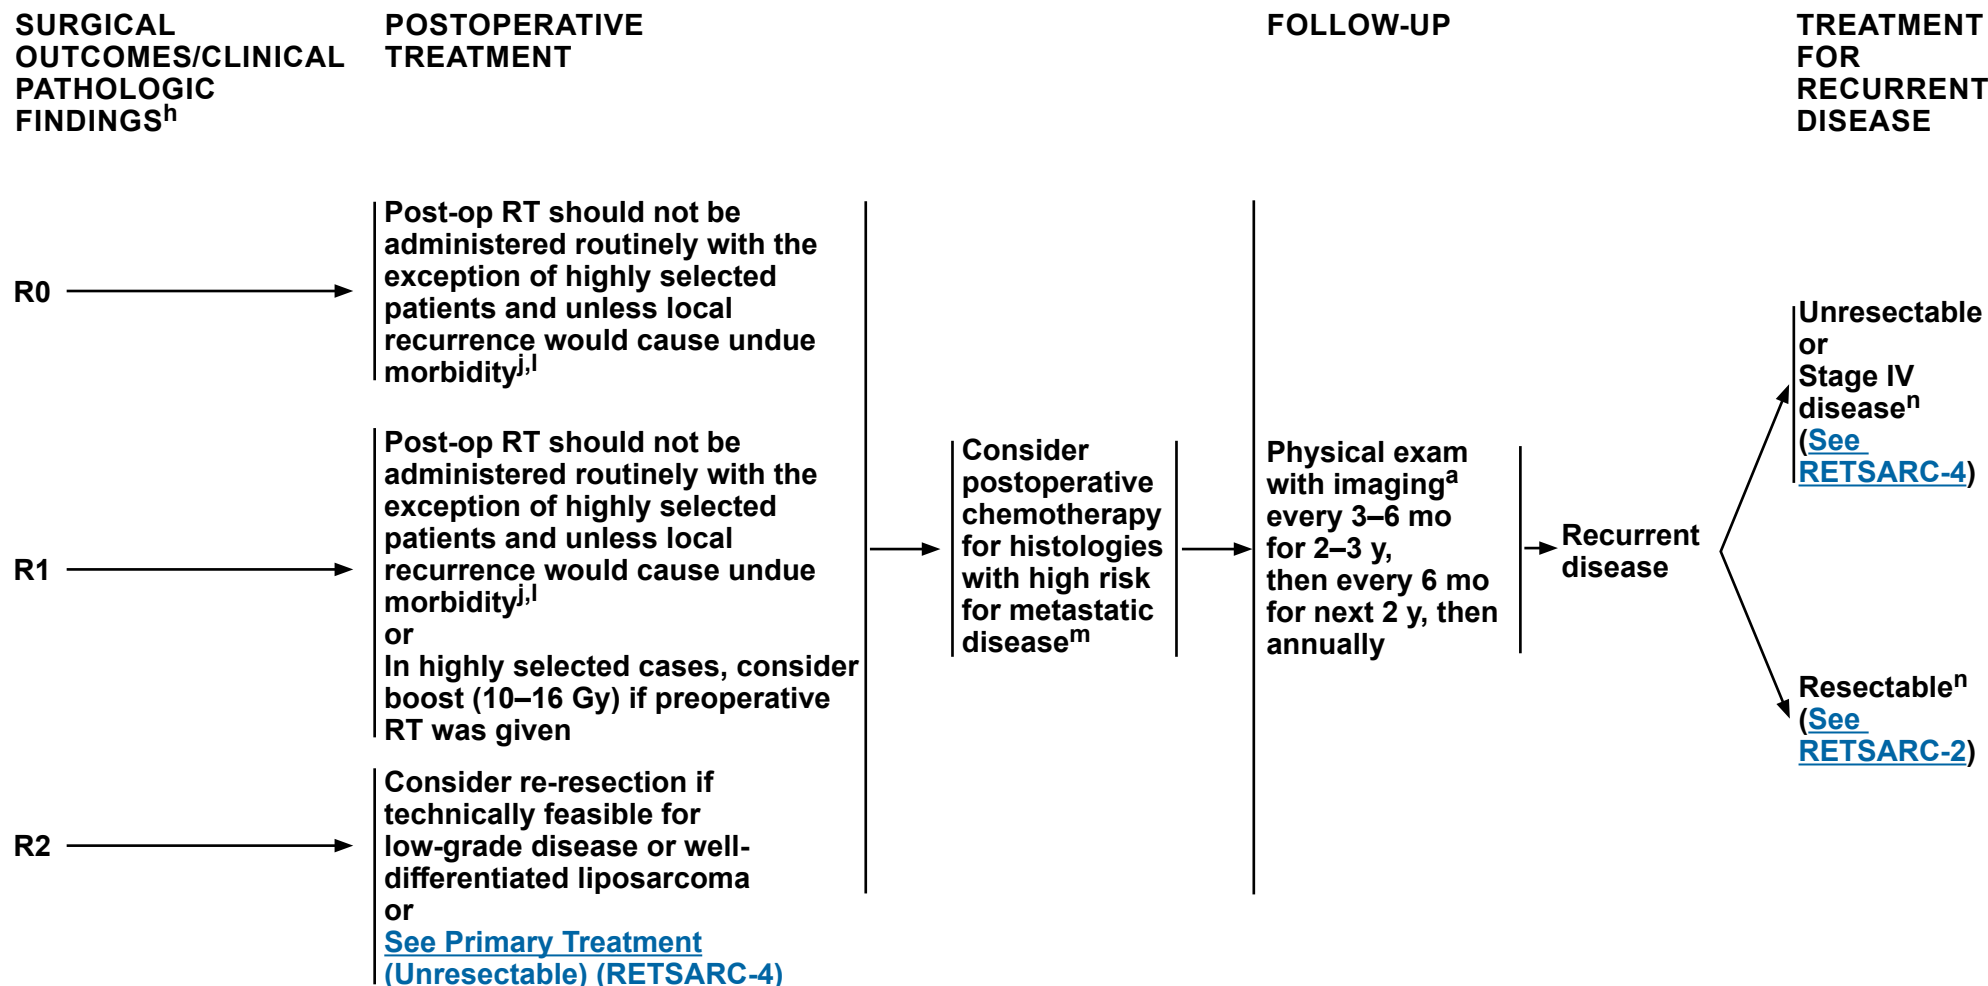 SURGICAL
OUTCOMES/CLINICAL
PATHOLOGIC
FINDINGSh
POSTOPERATIVE
TREATMENT
FOLLOW-UP
TREATMENT
FOR
RECURRENT
DISEASE
R0
Post-op RT should not be
administered routinely with the
exception of highly selected
patients and unless local
recurrence would cause undue
morbidityj,l
R1
Post-op RT should not be
administered routinely with the
exception of highly selected
patients and unless local
recurrence would cause undue
morbidityj,l
or
In highly selected cases, consider
boost (10–16 Gy) if preoperative
RT was given
R2
Consider re-resection if
technically feasible for
low-grade disease or well-
differentiated liposarcoma
or
See Primary Treatment
(Unresectable) (RETSARC-4)
Consider
postoperative
chemotherapy
for histologies
with high risk
for metastatic
diseasem
Physical exam
with imaginga
every 3–6 mo
for 2–3 y,
then every 6 mo
for next 2 y, then
annually
Recurrent
disease
Unresectable
or
Stage IV
diseasen
(See
RETSARC-4)
Resectablen
(See
RETSARC-2)